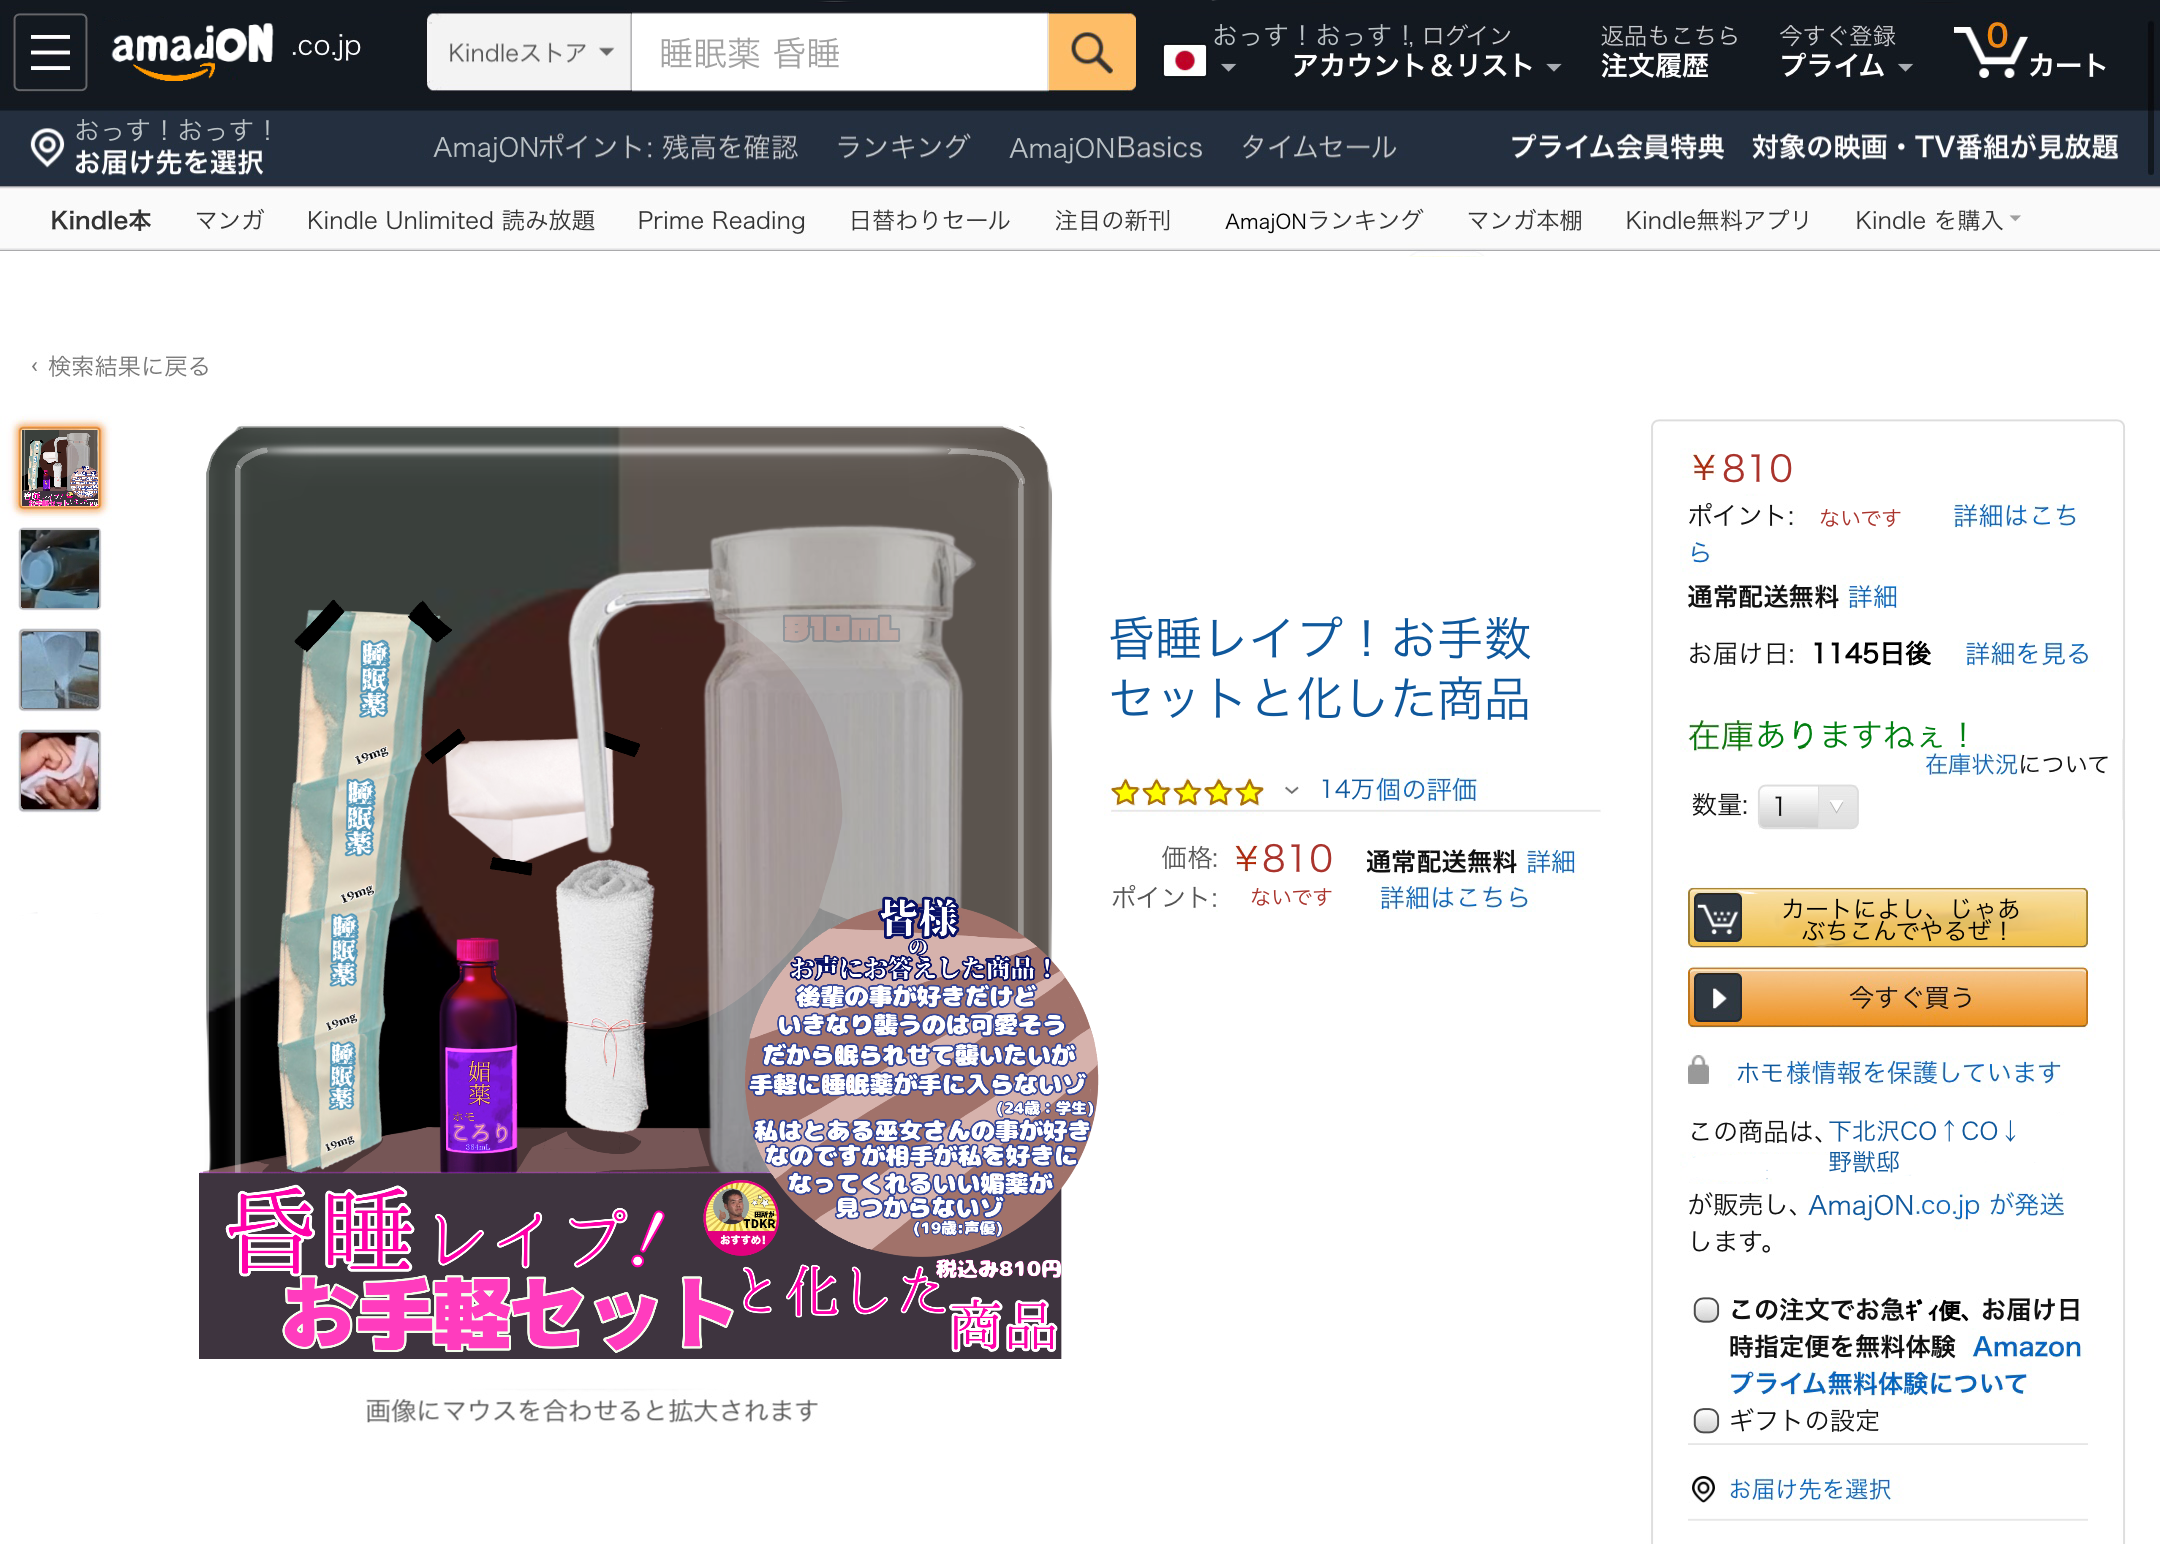 amajON .co.jp
Kindleストア
睡眠薬 昏睡
おっす！おっす！, ログイン
アカウント＆リスト
返品もこちら
注文履歴
今すぐ登録
プライム
0
カート
おっす！おっす！
お届け先を選択
AmajONポイント: 残高を確認
ランキング
AmajONBasics
タイムセール
プライム会員特典 対象の映画・TV番組が見放題
Kindle本
マンガ
Kindle Unlimited 読み放題
Prime Reading
日替わりセール
注目の新刊
AmajONランキング
マンガ本棚
Kindle無料アプリ
Kindle を購入
‹ 検索結果に戻る
810mL
睡眠薬
19mg
睡眠薬
19mg
睡眠薬
19mg
睡眠薬
19mg
媚薬
ホモ
ころり
皆様
の
お声にお答えした商品！
後輩の事が好きだけど
いきなり襲うのは可愛そう
だから眠られせて襲いたいが
手軽に睡眠薬が手に入らないゾ
(24歳：学生)
私はとある巫女さんの事が好き
なのですが相手が私を好きに
なってくれるいい媚薬が
見つからないゾ
(19歳:声優)
田所が
TDKR
おすすめ!
昏睡レイプ！
お手軽セットと化した
商品
税込み810円
画像にマウスを合わせると拡大されます
昏睡レイプ！お手数
セットと化した商品
14万個の評価
価格: ￥810 通常配送無料 詳細
ポイント: ないです 詳細はこちら
￥810
ポイント: ないです 詳細はこち
ら
通常配送無料 詳細
お届け日: 1145日後 詳細を見る
在庫ありますねぇ！
在庫状況について
数量: 1
カートによし、じゃあ
ぶちこんでやるぜ！
今すぐ買う
ホモ様情報を保護しています
この商品は、下北沢CO↑CO↓
野獣邸
が販売し、AmajON.co.jp が発送
します。
この注文でお急ｷﾞｨ便、お届け日
時指定便を無料体験 Amazon
プライム無料体験について
ギフトの設定
お届け先を選択